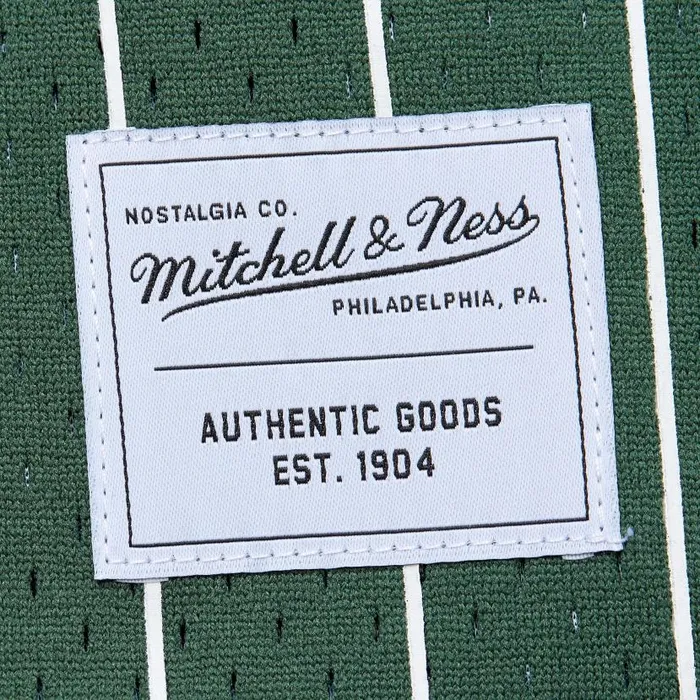 NOSTALGIA CO.
Mitchell & Ness
PHILADELPHIA, PA.
AUTHENTIC GOODS
EST. 1904